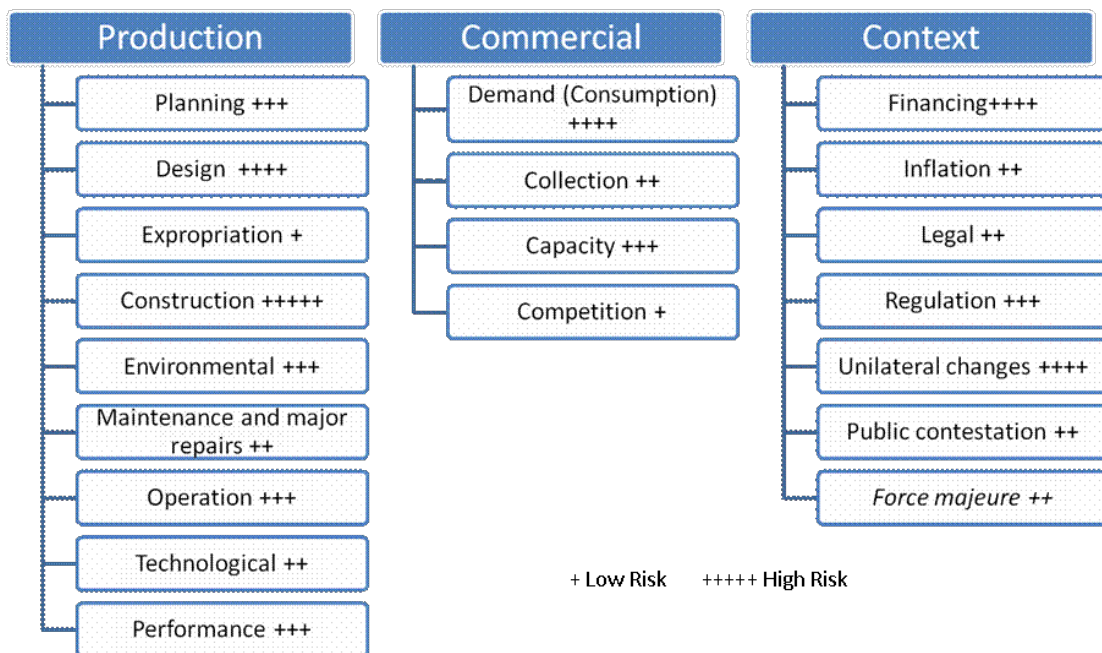 Production
Planning +++
Design ++++
Expropriation +
Construction +++++
Environmental +++
Maintenance and major
repairs ++
Operation +++
Technological ++
Performance +++
Commercial
Demand (Consumption)
++++
Collection ++
Capacity +++
Competition +
Context
Financing++++
Inflation ++
Legal ++
Regulation +++
Unilateral changes ++++
Public contestation ++
Force majeure ++
+ Low Risk +++++ High Risk